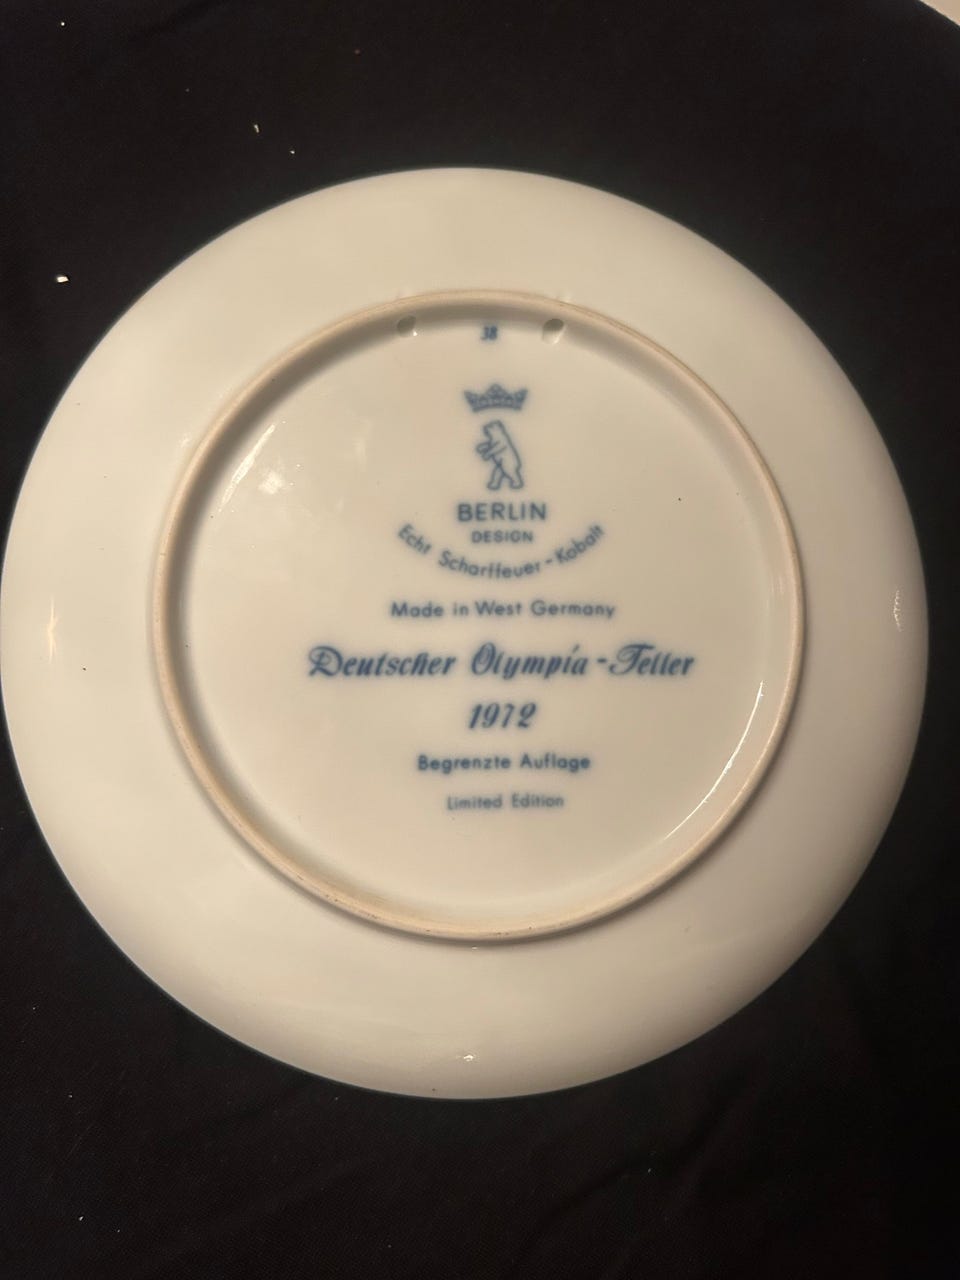 38
BERLIN
DESIGN
Echt Scharffeuer-Kobalt
Made in West Germany
Deutscher Olympia-Teller
1972
Begrenzte Auflage
Limited Edition